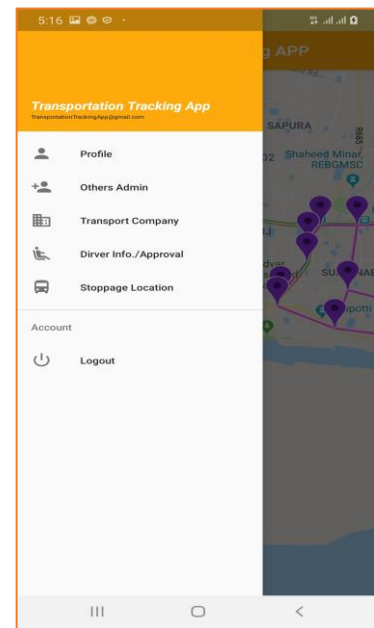 5:16
g APP
Transportation Tracking App
TransportationTrackingApp@gmail.com
SAPURA
R685
Shaheed Minar,
REBGMSC
Profile
Others Admin
Transport Company
Dirver Info./Approval
Stoppage Location
Account
Logout